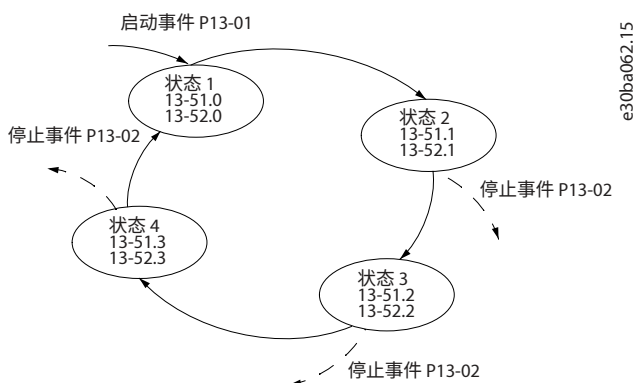 启动事件 P13-01
状态 1
13-51.0
13-52.0
状态 2
13-51.1
13-52.1
停止事件 P13-02
停止事件 P13-02
状态 4
13-51.3
13-52.3
状态 3
13-51.2
13-52.2
停止事件 P13-02
e30ba062.15